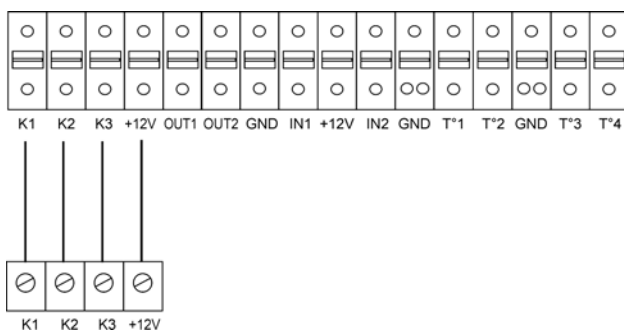 K1 K2 K3 +12V OUT1 OUT2 GND IN1 +12V IN2 GND T°1 T°2 GND T°3 T°4
K1 K2 K3 +12V